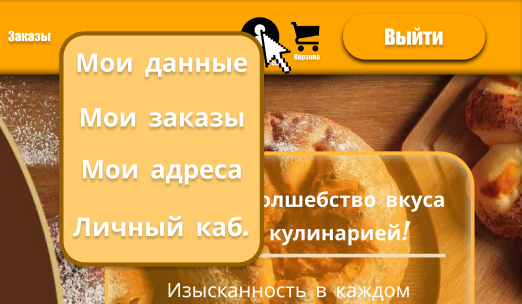 Заказы
Корзина
Выйти
Мои данные
Мои заказы
Мои адреса
Личный каб.
олшебство вкуса
кулинарией!
Изысканность в каждом